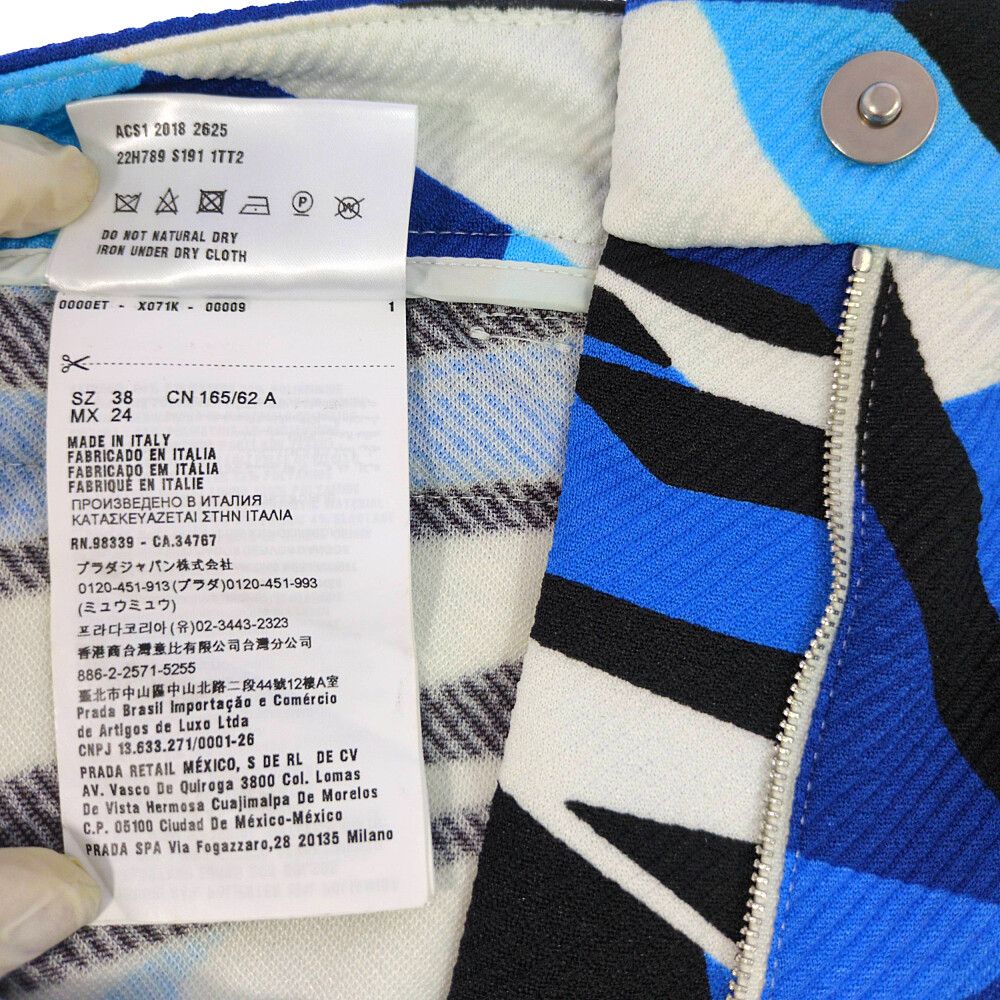 ACS1 2018 2625
22H789 S191 1TT2
P
W
DO NOT NATURAL DRY
IRON UNDER DRY CLOTH
0000ET - X071K - 00009 1
SZ 38 CN 165/62 A
MX 24
MADE IN ITALY
FABRICADO EN ITALIA
FABRICADO EM ITÁLIA
FABRIQUÉ EN ITALIE
ПРОИЗВЕДЕНО В ИТАЛИЯ
ΚΑΤΑΣΚΕΥΑΖΕΤΑΙ ΣΤΗΝ ΙΤΑΛΙΑ
RN.98339 - CA.34767
プラダジャパン株式会社
0120-451-913(プラダ)0120-451-993
(ミュウミュウ)
프라다코리아(유)02-3443-2323
香港商台灣意比有限公司台灣分公司
886-2-2571-5255
臺北市中山區中山北路二段44號12樓A室
Prada Brasil Importação e Comércio
de Artigos de Luxo Ltda
CNPJ 13.633.271/0001-26
PRADA RETAIL MÉXICO, S DE RL DE CV
AV. Vasco De Quiroga 3800 Col. Lomas
De Vista Hermosa Cuajimalpa De Morelos
C.P. 05100 Ciudad De México-México
PRADA SPA Via Fogazzaro,28 20135 Milano